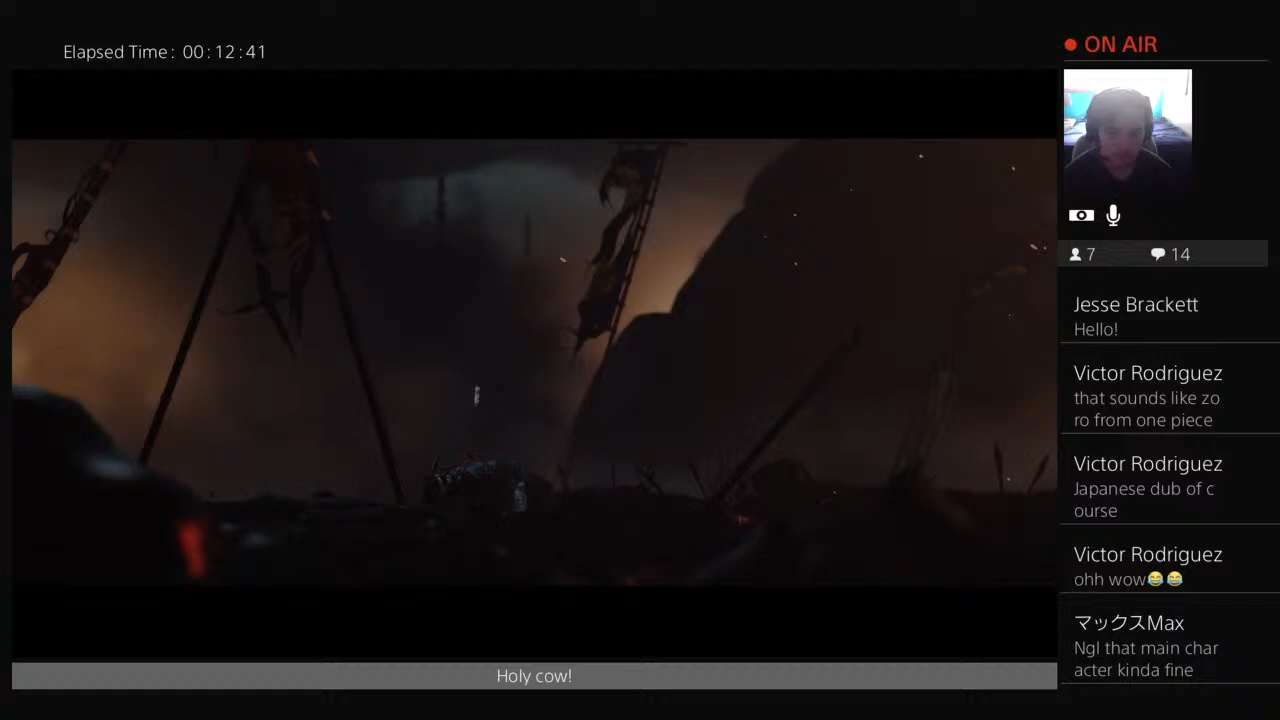 Elapsed Time: 00:12:41
ON AIR
7
14
Jesse Brackett
Hello!
Victor Rodriguez
that sounds like zo
ro from one piece
Victor Rodriguez
Japanese dub of c
ourse
Victor Rodriguez
ohh wow😂😂
マックスMax
Ngl that main char
acter kinda fine
Holy cow!